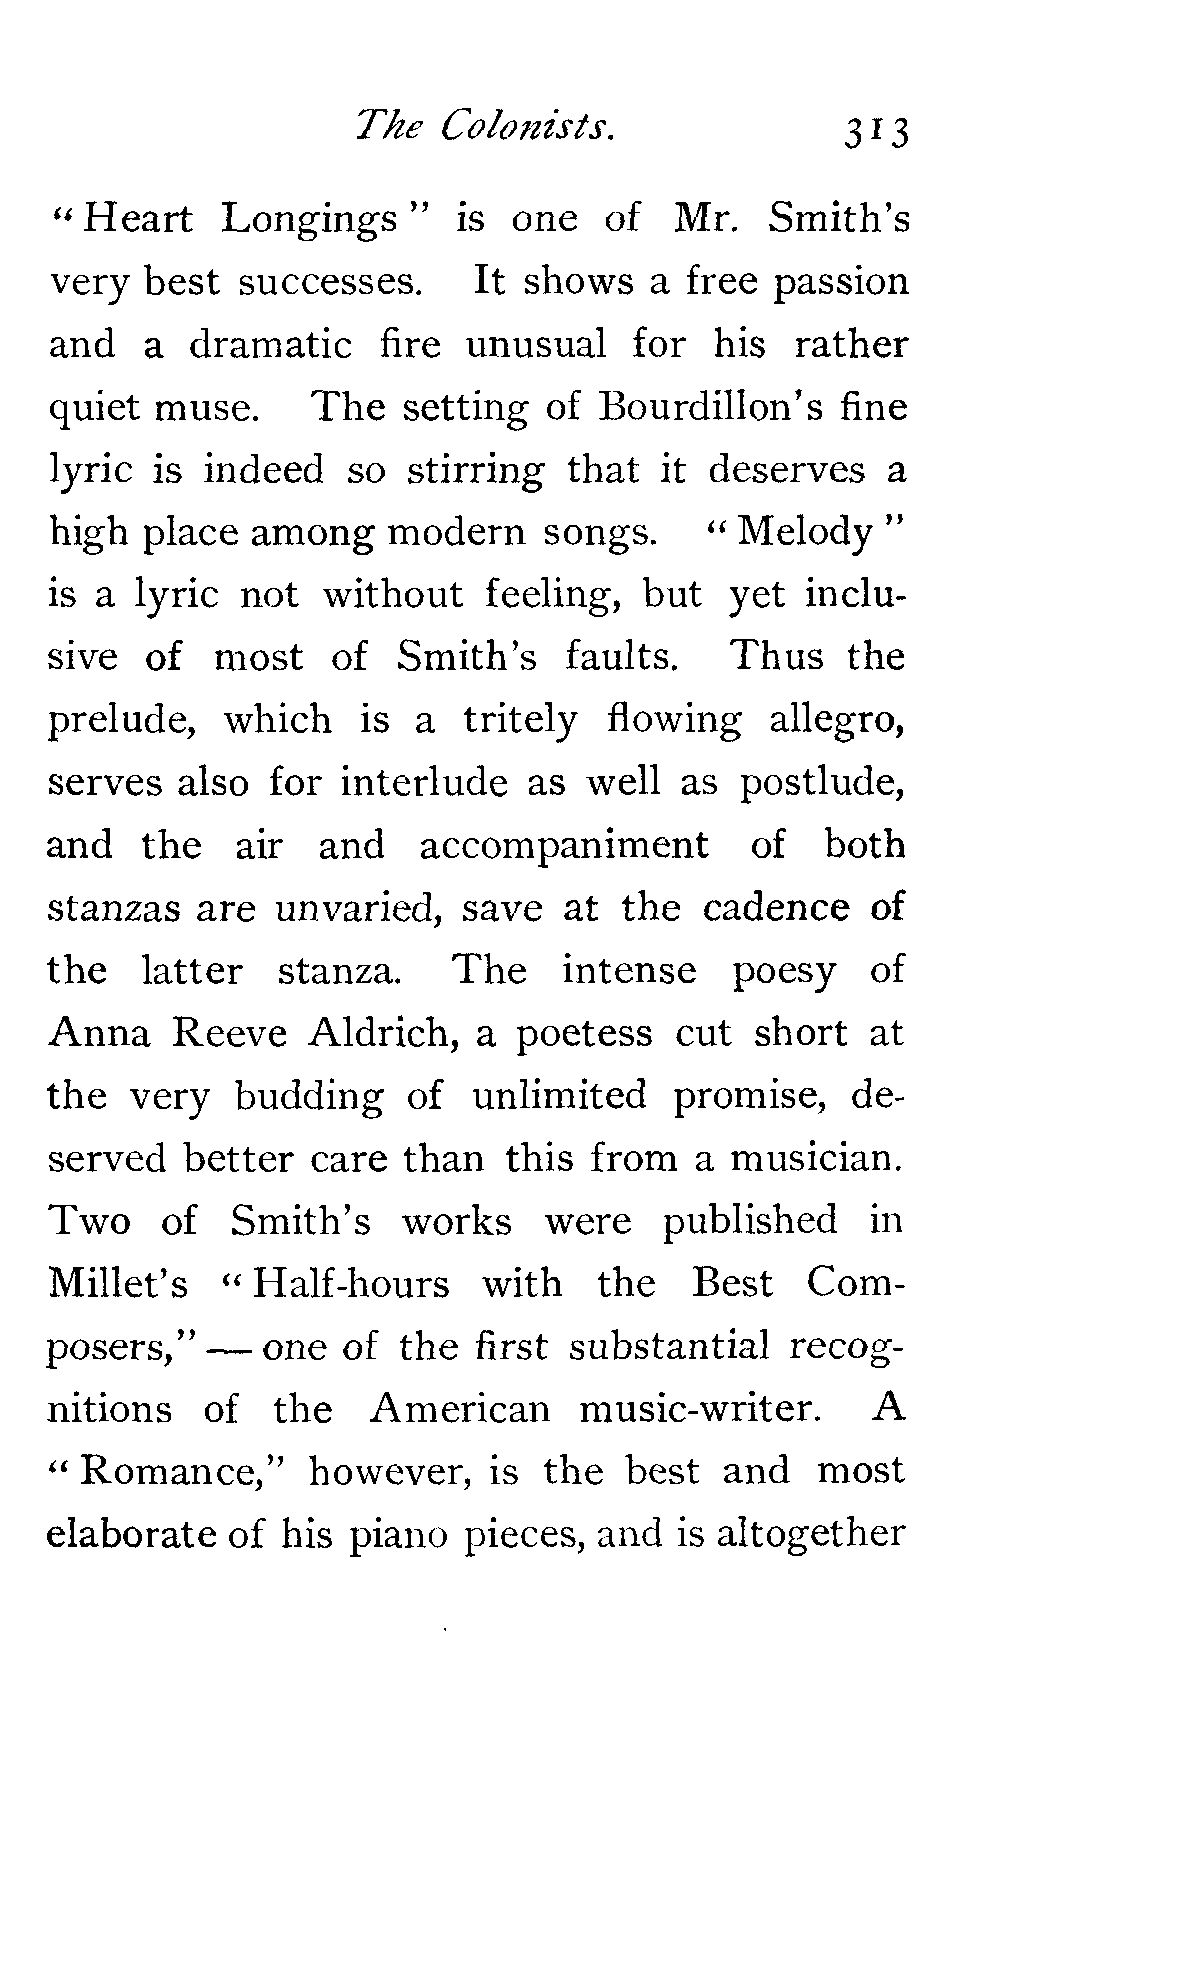 The Colonists. 313
“ Heart Longings ” is one of Mr. Smith's
very best successes. It shows a free passion
and a dramatic fire unusual for his rather
quiet muse. The setting of Bourdillon's fine
lyric is indeed so stirring that it deserves a
high place among modern songs. “ Melody ”
is a lyric not without feeling, but yet inclu-
sive of most of Smith's faults. Thus the
prelude, which is a tritely flowing allegro,
serves also for interlude as well as postlude,
and the air and accompaniment of both
stanzas are unvaried, save at the cadence of
the latter stanza. The intense poesy of
Anna Reeve Aldrich, a poetess cut short at
the very budding of unlimited promise, de-
served better care than this from a musician.
Two of Smith's works were published in
Millet's “ Half-hours with the Best Com-
posers,” — one of the first substantial recog-
nitions of the American music-writer. A
“ Romance,” however, is the best and most
elaborate of his piano pieces, and is altogether